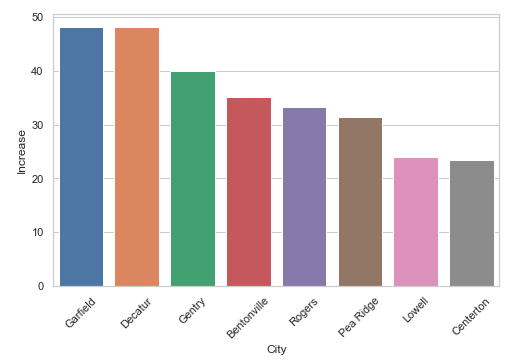 50
40
30
20
10
0
Increase
Garfield
Decatur
Gentry
Bentonville
Rogers
Pea Ridge
Lowell
Centerton
City